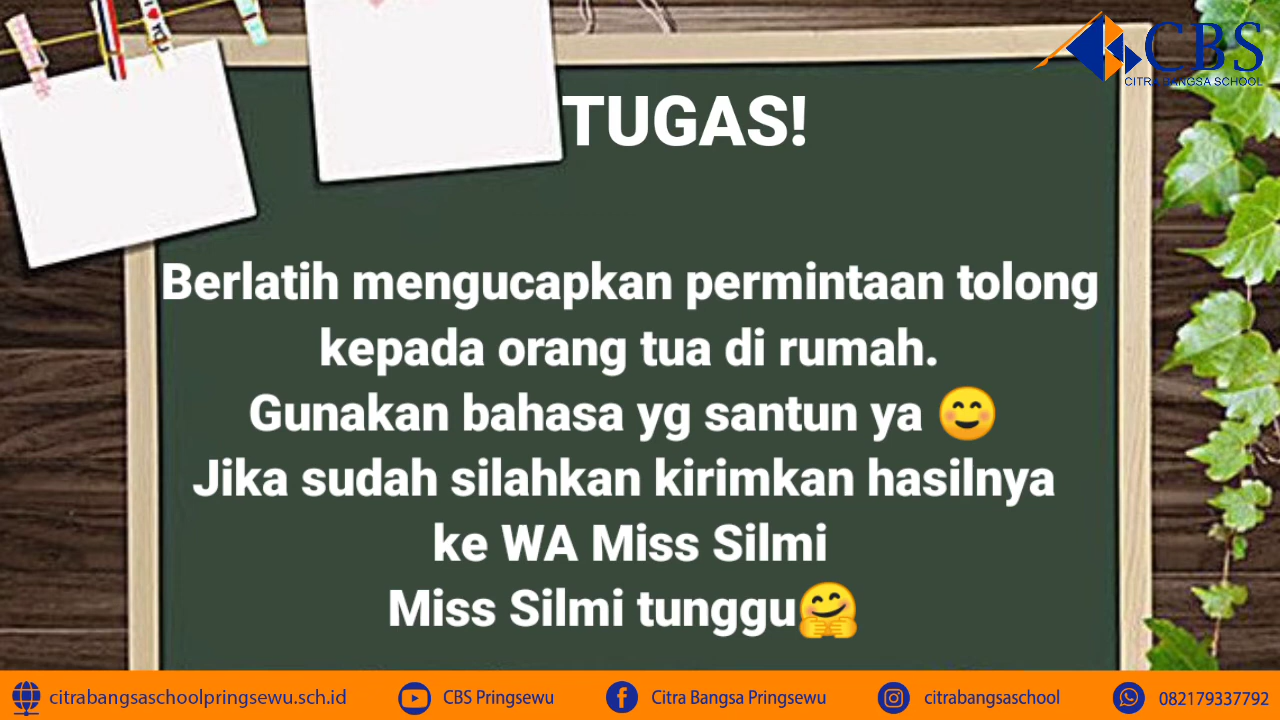 I ♥ YOU
CBS
CITRA BANGSA SCHOOL
TUGAS!
Berlatih mengucapkan permintaan tolong
kepada orang tua di rumah.
Gunakan bahasa yg santun ya 😊
Jika sudah silahkan kirimkan hasilnya
ke WA Miss Silmi
Miss Silmi tunggu🤗
citrabangsaschoolpringsewu.sch.id
CBS Pringsewu
Citra Bangsa Pringsewu
citrabangsaschool
082179337792